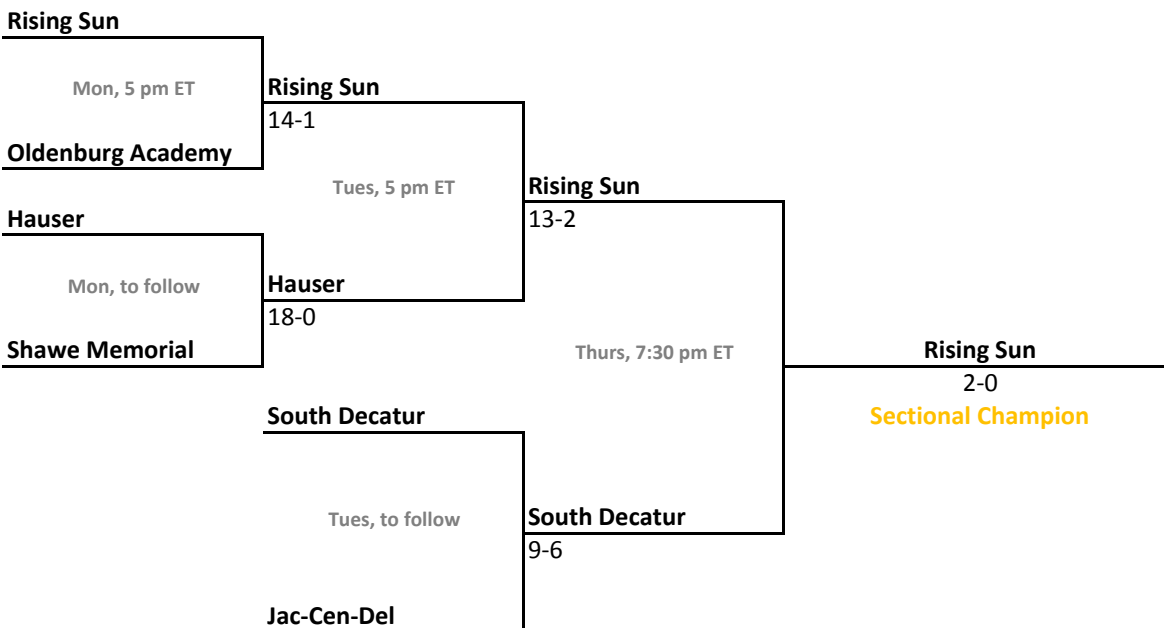 Rising Sun
Mon, 5 pm ET
Rising Sun
14-1
Oldenburg Academy
Tues, 5 pm ET
Rising Sun
13-2
Hauser
Mon, to follow
Hauser
18-0
Shawe Memorial
Thurs, 7:30 pm ET
Rising Sun
2-0
Sectional Champion
South Decatur
Tues, to follow
South Decatur
9-6
Jac-Cen-Del